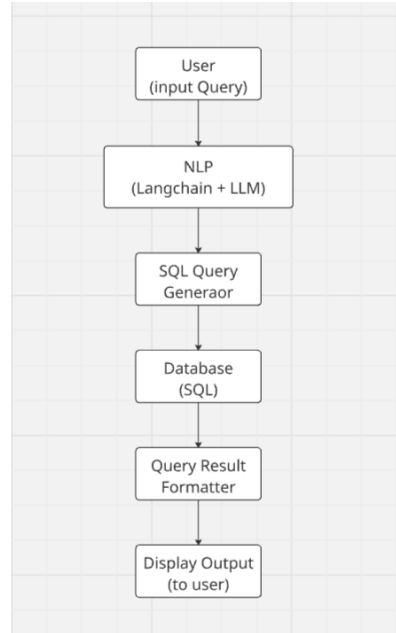 User
(input Query)
NLP
(Langchain + LLM)
SQL Query
Generaor
Database
(SQL)
Query Result
Formatter
Display Output
(to user)